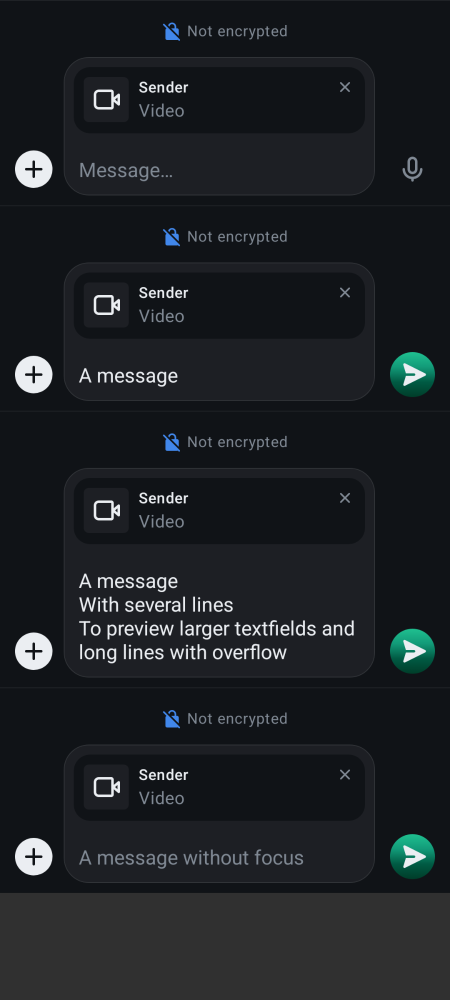 Not encrypted
Sender
Video
Message…
Not encrypted
Sender
Video
A message
Not encrypted
Sender
Video
A message
With several lines
To preview larger textfields and
long lines with overflow
Not encrypted
Sender
Video
A message without focus